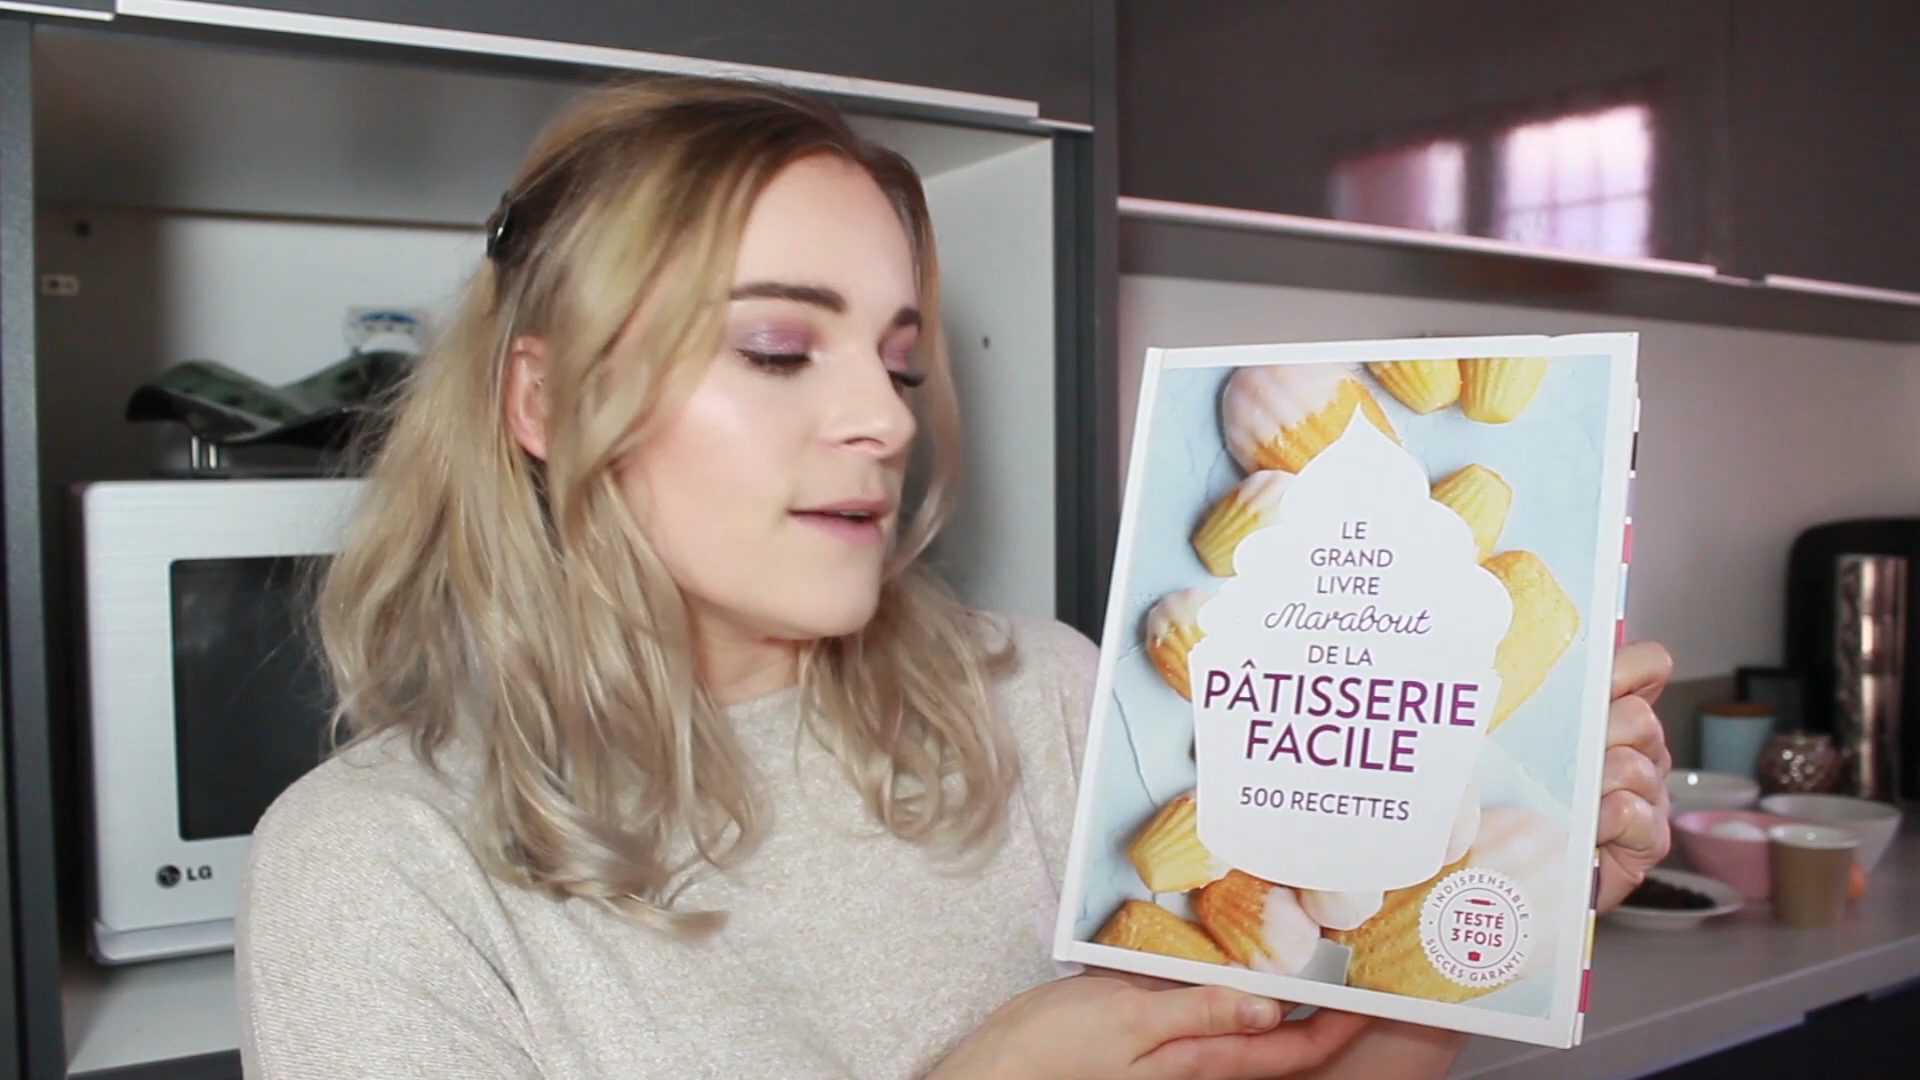 LG
LE
GRAND
LIVRE
Marabout
DE LA
PÂTISSERIE
FACILE
500 RECETTES
INDISPENSABLE
TESTÉ
3 FOIS
SUCCÈS GARANTI